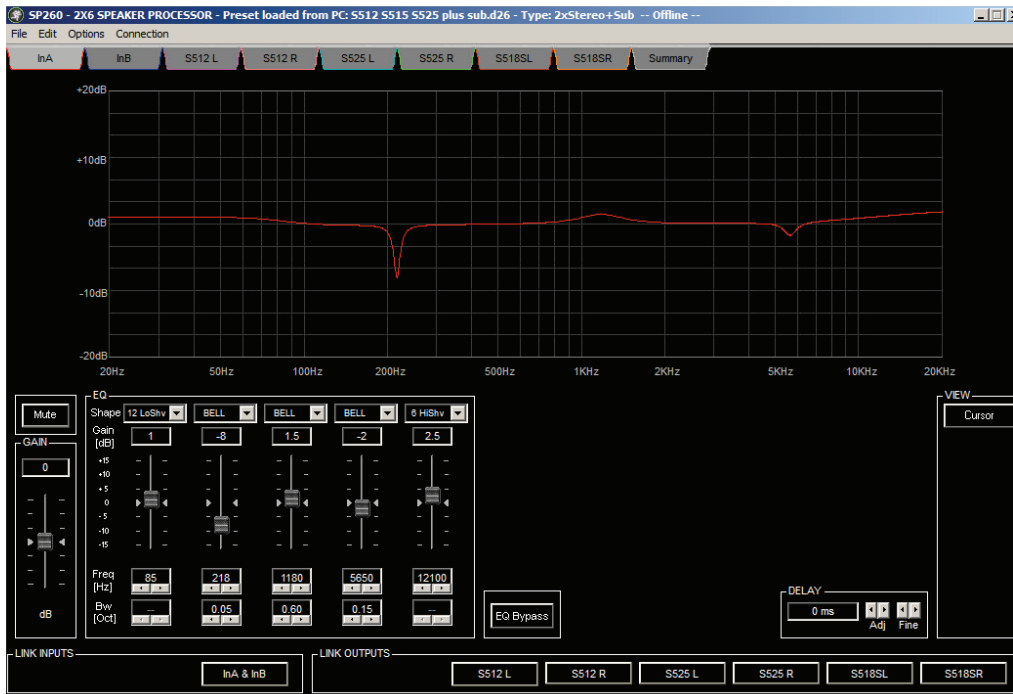 SP260 - 2X6 SPEAKER PROCESSOR - Preset loaded from PC: S512 S515 S525 plus sub.d26 - Type: 2xStereo+Sub -- Offline --
File Edit Options Connection
InA InB S512 L S512 R S525 L S525 R S518SL S518SR Summary
+20dB
+10dB
0dB
-10dB
-20dB
20Hz 50Hz 100Hz 200Hz 500Hz 1KHz 2KHz 5KHz 10KHz 20KHz
Mute
GAIN
0
dB
EQ
Shape 12 LoShv BELL BELL BELL 6 HiShv
Gain [dB] 1 -8 1.5 -2 2.5
+15
+10
+5
0
-5
-10
-15
Freq [Hz] 85 218 1180 5650 12100
Bw [Oct] -- 0.05 0.60 0.15 --
EQ Bypass
DELAY
0 ms
Adj Fine
VIEW
Cursor
LINK INPUTS
InA & InB
LINK OUTPUTS
S512 L S512 R S525 L S525 R S518SL S518SR